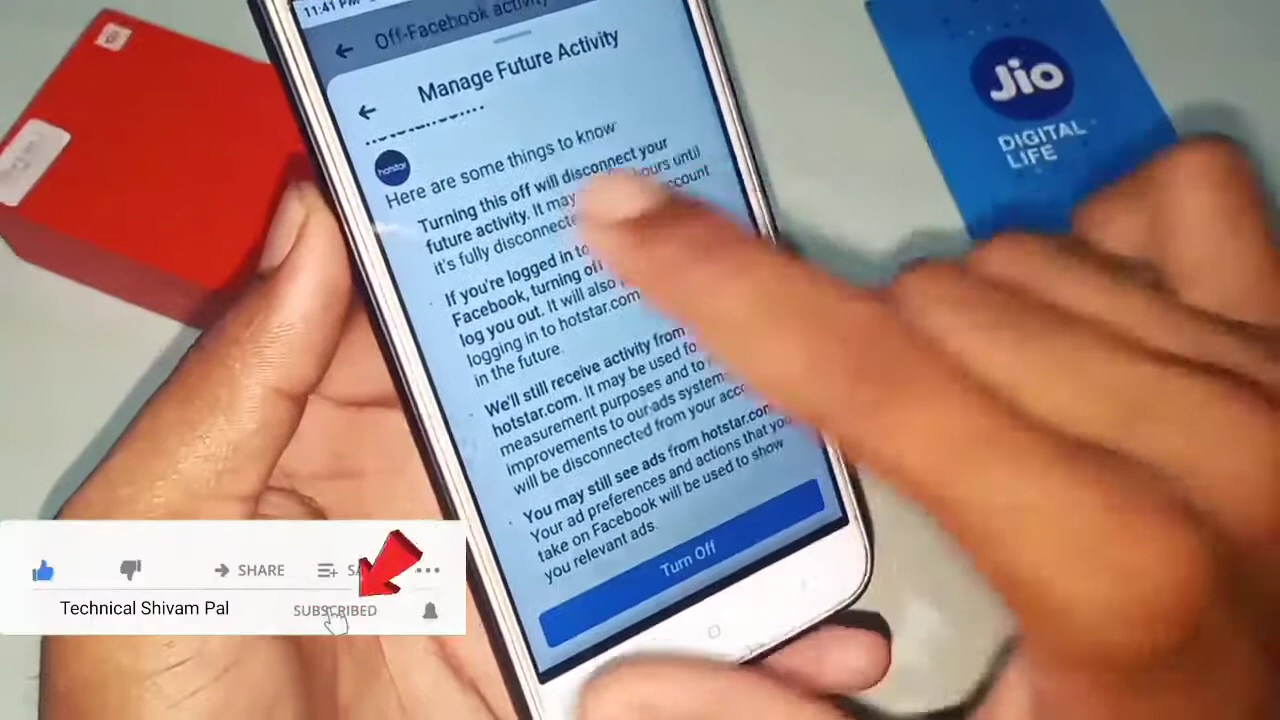 11:41 PM
Off-Facebook activity
Manage Future Activity
hotstar
Here are some things to know
Turning this off will disconnect your
future activity. It may hours until
it's fully disconnected account
If you're logged in to
Facebook, turning off
log you out. It will also
logging in to hotstar.com
in the future.
We'll still receive activity from
hotstar.com. It may be used for
measurement purposes and to
improvements to our ads system
will be disconnected from your
You may still see ads from hotstar.com
Your ad preferences and actions that you
take on Facebook will be used to show
you relevant ads.
Turn Off
Jio
DIGITAL
LIFE
SHARE
Technical Shivam Pal
SUBSCRIBED